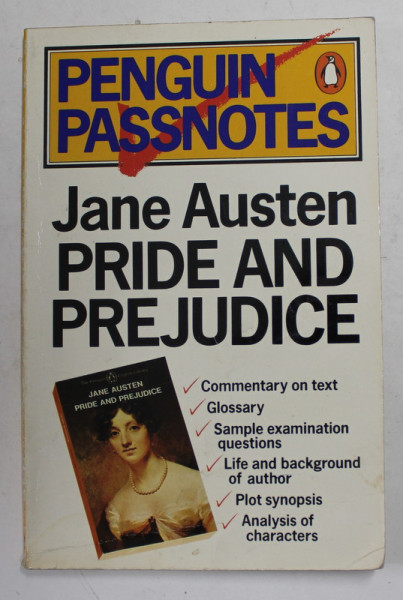 PENGUIN
PASSNOTES
Jane Austen
PRIDE AND
PREJUDICE
JANE AUSTEN
PRIDE AND PREJUDICE
Commentary on text
Glossary
Sample examination
questions
Life and background
of author
Plot synopsis
Analysis of
characters